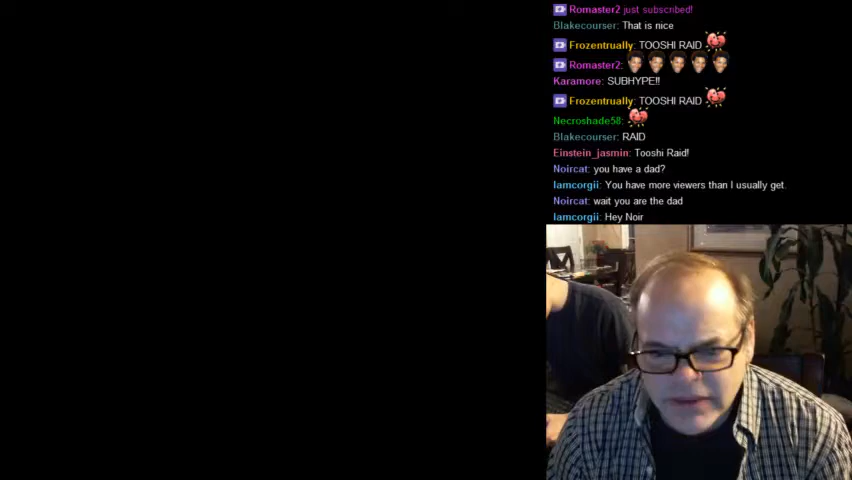 Romaster2 just subscribed!
Blakecourser: That is nice
Frozentrually: TOOSHI RAID
Romaster2:
Karamore: SUBHYPE!!
Frozentrually: TOOSHI RAID
Necroshade58:
Blakecourser: RAID
Einstein_jasmin: Tooshi Raid!
Noircat: you have a dad?
Iamcorgii: You have more viewers than I usually get.
Noircat: wait you are the dad
Iamcorgii: Hey Noir